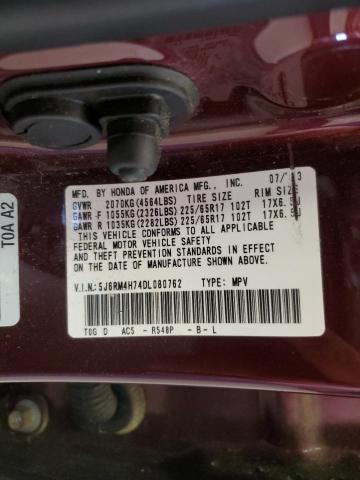 MFD. BY HONDA OF AMERICA MFG., INC. 07/13
GVWR 2070KG(4564LBS) TIRE SIZE RIM SIZE
GAWR F 1055KG(2326LBS) 225/65R17 102T 17X6.5J
GAWR R 1035KG(2282LBS) 225/65R17 102T 17X6.5J
THIS VEHICLE CONFORMS TO ALL APPLICABLE
FEDERAL MOTOR VEHICLE SAFETY
AND THEFT PREVENTION STANDARDS IN EFFECT
ON THE DATE OF MANUFACTURE SHOWN ABOVE.
V.I.N.:5J6RM4H74DL080762 TYPE: MPV
TOG D AC5 - R548P - B - L
TOA A2